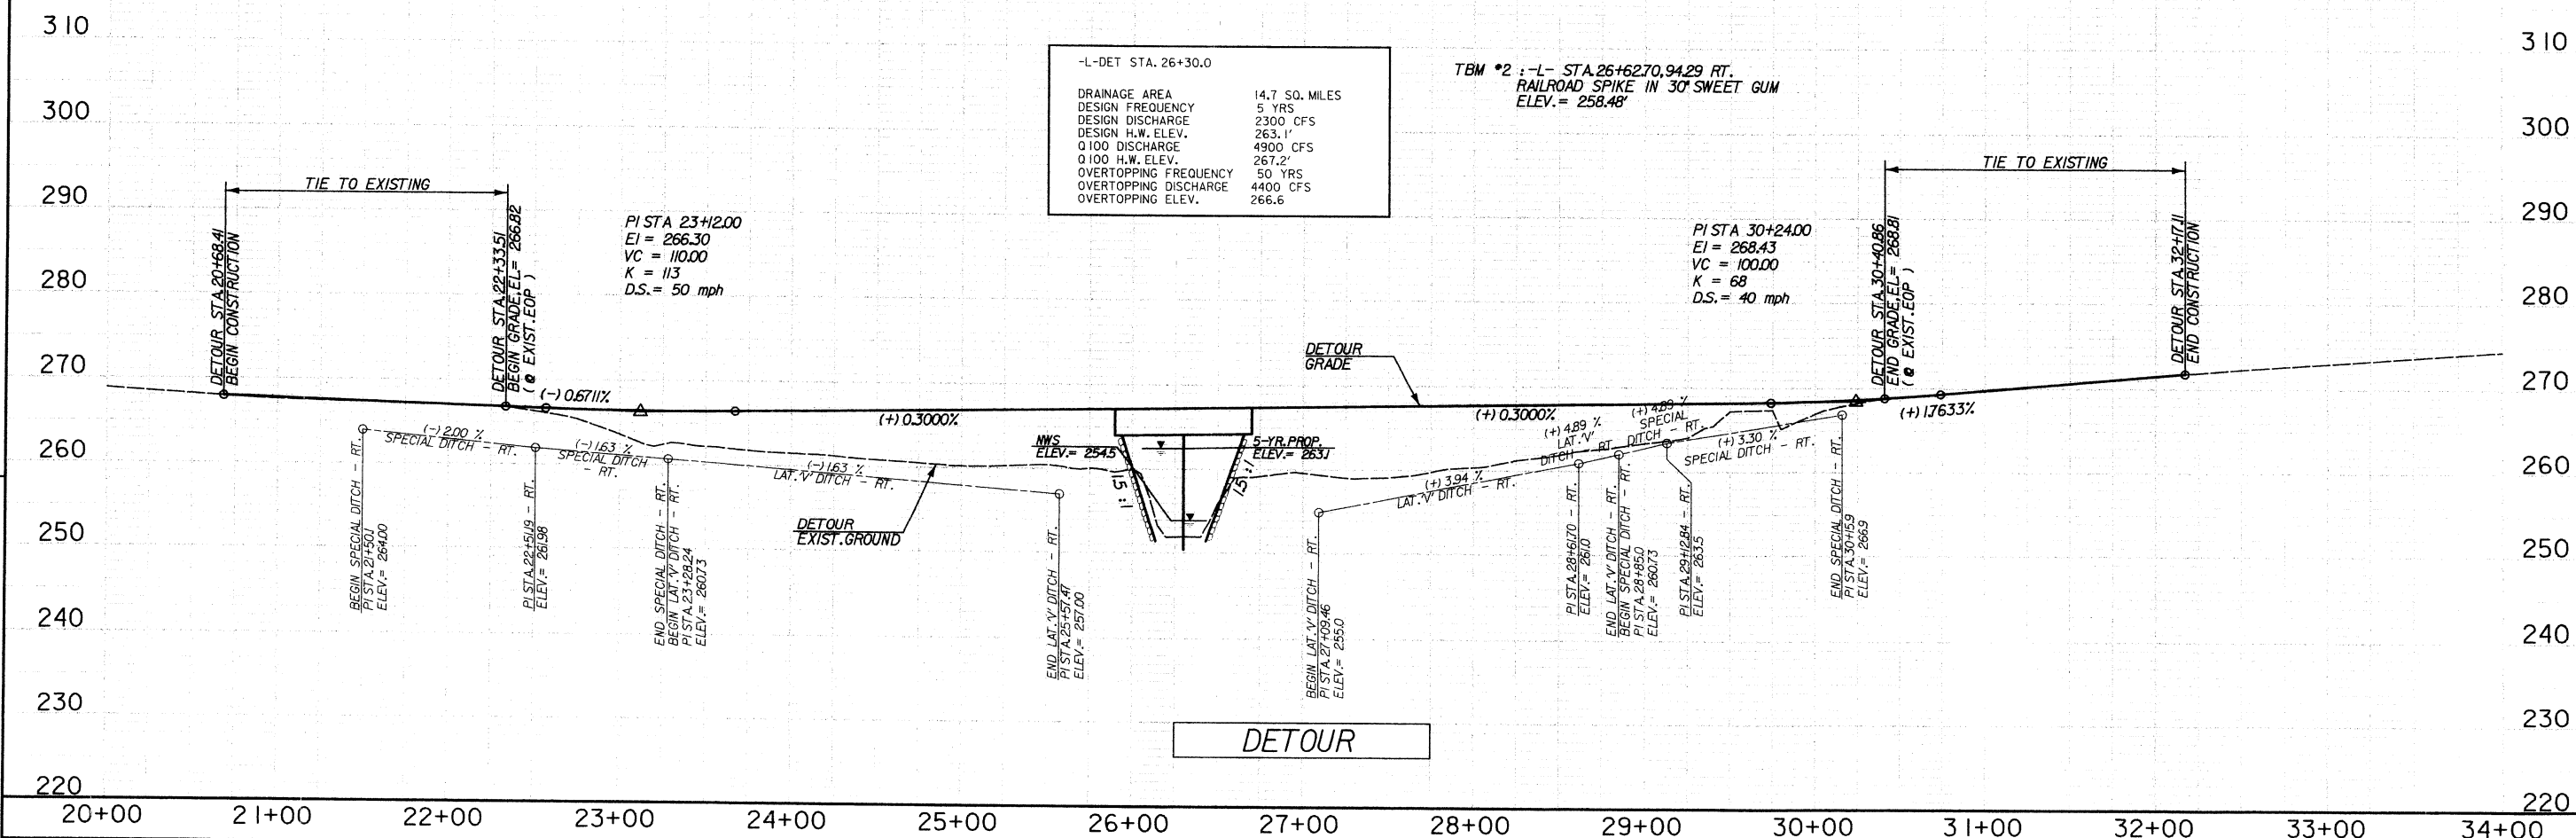 310
300
290
280
270
260
250
240
230
220
310
300
290
280
270
260
250
240
230
220
-L-DET STA. 26+30.0
DRAINAGE AREA 14.7 SQ. MILES
DESIGN FREQUENCY 5 YRS
DESIGN DISCHARGE 2300 CFS
DESIGN H.W. ELEV. 263.1'
Q100 DISCHARGE 4900 CFS
Q100 H.W. ELEV. 267.2'
OVERTOPPING FREQUENCY 50 YRS
OVERTOPPING DISCHARGE 4400 CFS
OVERTOPPING ELEV. 266.6
TBM #2 : -L- STA.26+62.70, 94.29 RT.
RAILROAD SPIKE IN 30" SWEET GUM
ELEV. = 258.48'
TIE TO EXISTING
TIE TO EXISTING
DETOUR STA.20+68.41
BEGIN CONSTRUCTION
DETOUR STA.22+33.51
BEGIN GRADE, EL= 266.82
(@ EXIST. EOP)
PI STA 23+12.00
El = 266.30
VC = 110.00
K = 113
D.S. = 50 mph
PI STA 30+24.00
El = 268.43
VC = 100.00
K = 68
D.S. = 40 mph
DETOUR STA.30+40.86
END GRADE, EL= 268.81
(@ EXIST. EOP)
DETOUR STA.32+17.11
END CONSTRUCTION
DETOUR
GRADE
(-) 0.6711%
(+) 0.3000%
(+) 0.3000%
(+) 1.7633%
(-) 2.00 %
SPECIAL DITCH - RT.
(-) 1.63 %
SPECIAL DITCH
- RT.
(-) 1.63 %
LAT. 'V' DITCH - RT.
NWS
ELEV. = 254.5
5-YR. PROP.
ELEV. = 263.1
1.5 : 1
1.5 : 1
(+) 3.94 %
LAT. 'V' DITCH - RT.
(+) 4.89 %
LAT. 'V'
DITCH - RT.
(+) 4.89 %
SPECIAL
DITCH - RT.
(+) 3.30 %
SPECIAL DITCH - RT.
DETOUR
EXIST. GROUND
BEGIN SPECIAL DITCH - RT.
PI STA.21+50.1
ELEV. = 264.00
PI STA.22+51.19 - RT.
ELEV. = 261.98
END SPECIAL DITCH - RT.
BEGIN LAT. 'V' DITCH - RT.
PI STA.23+28.24
ELEV. = 260.73
END LAT. 'V' DITCH - RT.
PI STA.25+57.47
ELEV. = 257.00
BEGIN LAT. 'V' DITCH - RT.
PI STA.27+09.46
ELEV. = 255.0
PI STA.28+61.70 - RT.
ELEV. = 261.0
END LAT. 'V' DITCH - RT.
BEGIN SPECIAL DITCH - RT.
PI STA.28+85.0
ELEV. = 260.73
PI STA.29+12.84 - RT.
ELEV. = 263.5
END SPECIAL DITCH - RT.
PI STA.30+15.9
ELEV. = 266.9
DETOUR
20+00 21+00 22+00 23+00 24+00 25+00 26+00 27+00 28+00 29+00 30+00 31+00 32+00 33+00 34+00